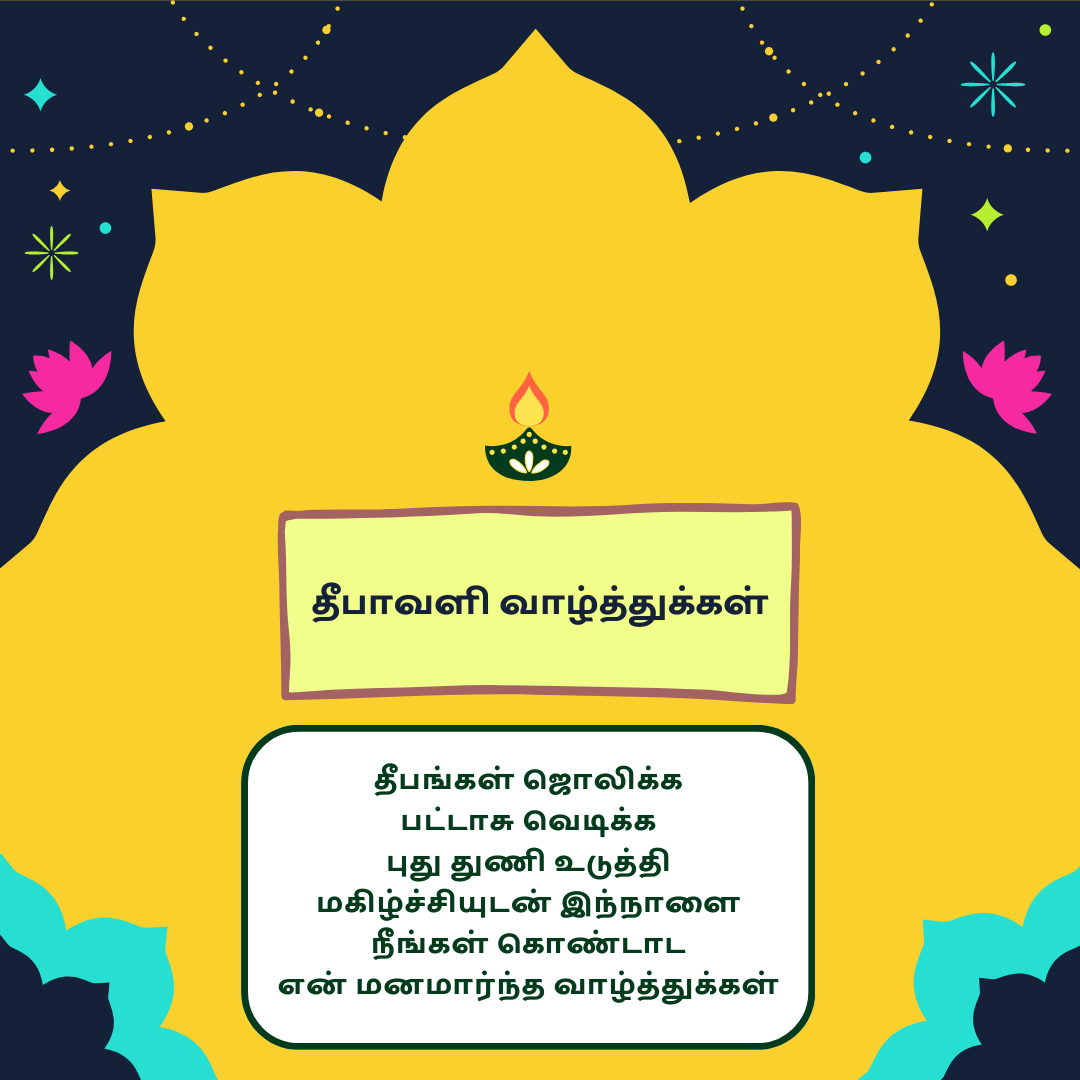 தீபாவளி வாழ்த்துக்கள்
தீபங்கள் ஜொலிக்க
பட்டாசு வெடிக்க
புது துணி உடுத்தி
மகிழ்ச்சியுடன் இந்நாளை
நீங்கள் கொண்டாட
என் மனமார்ந்த வாழ்த்துக்கள்